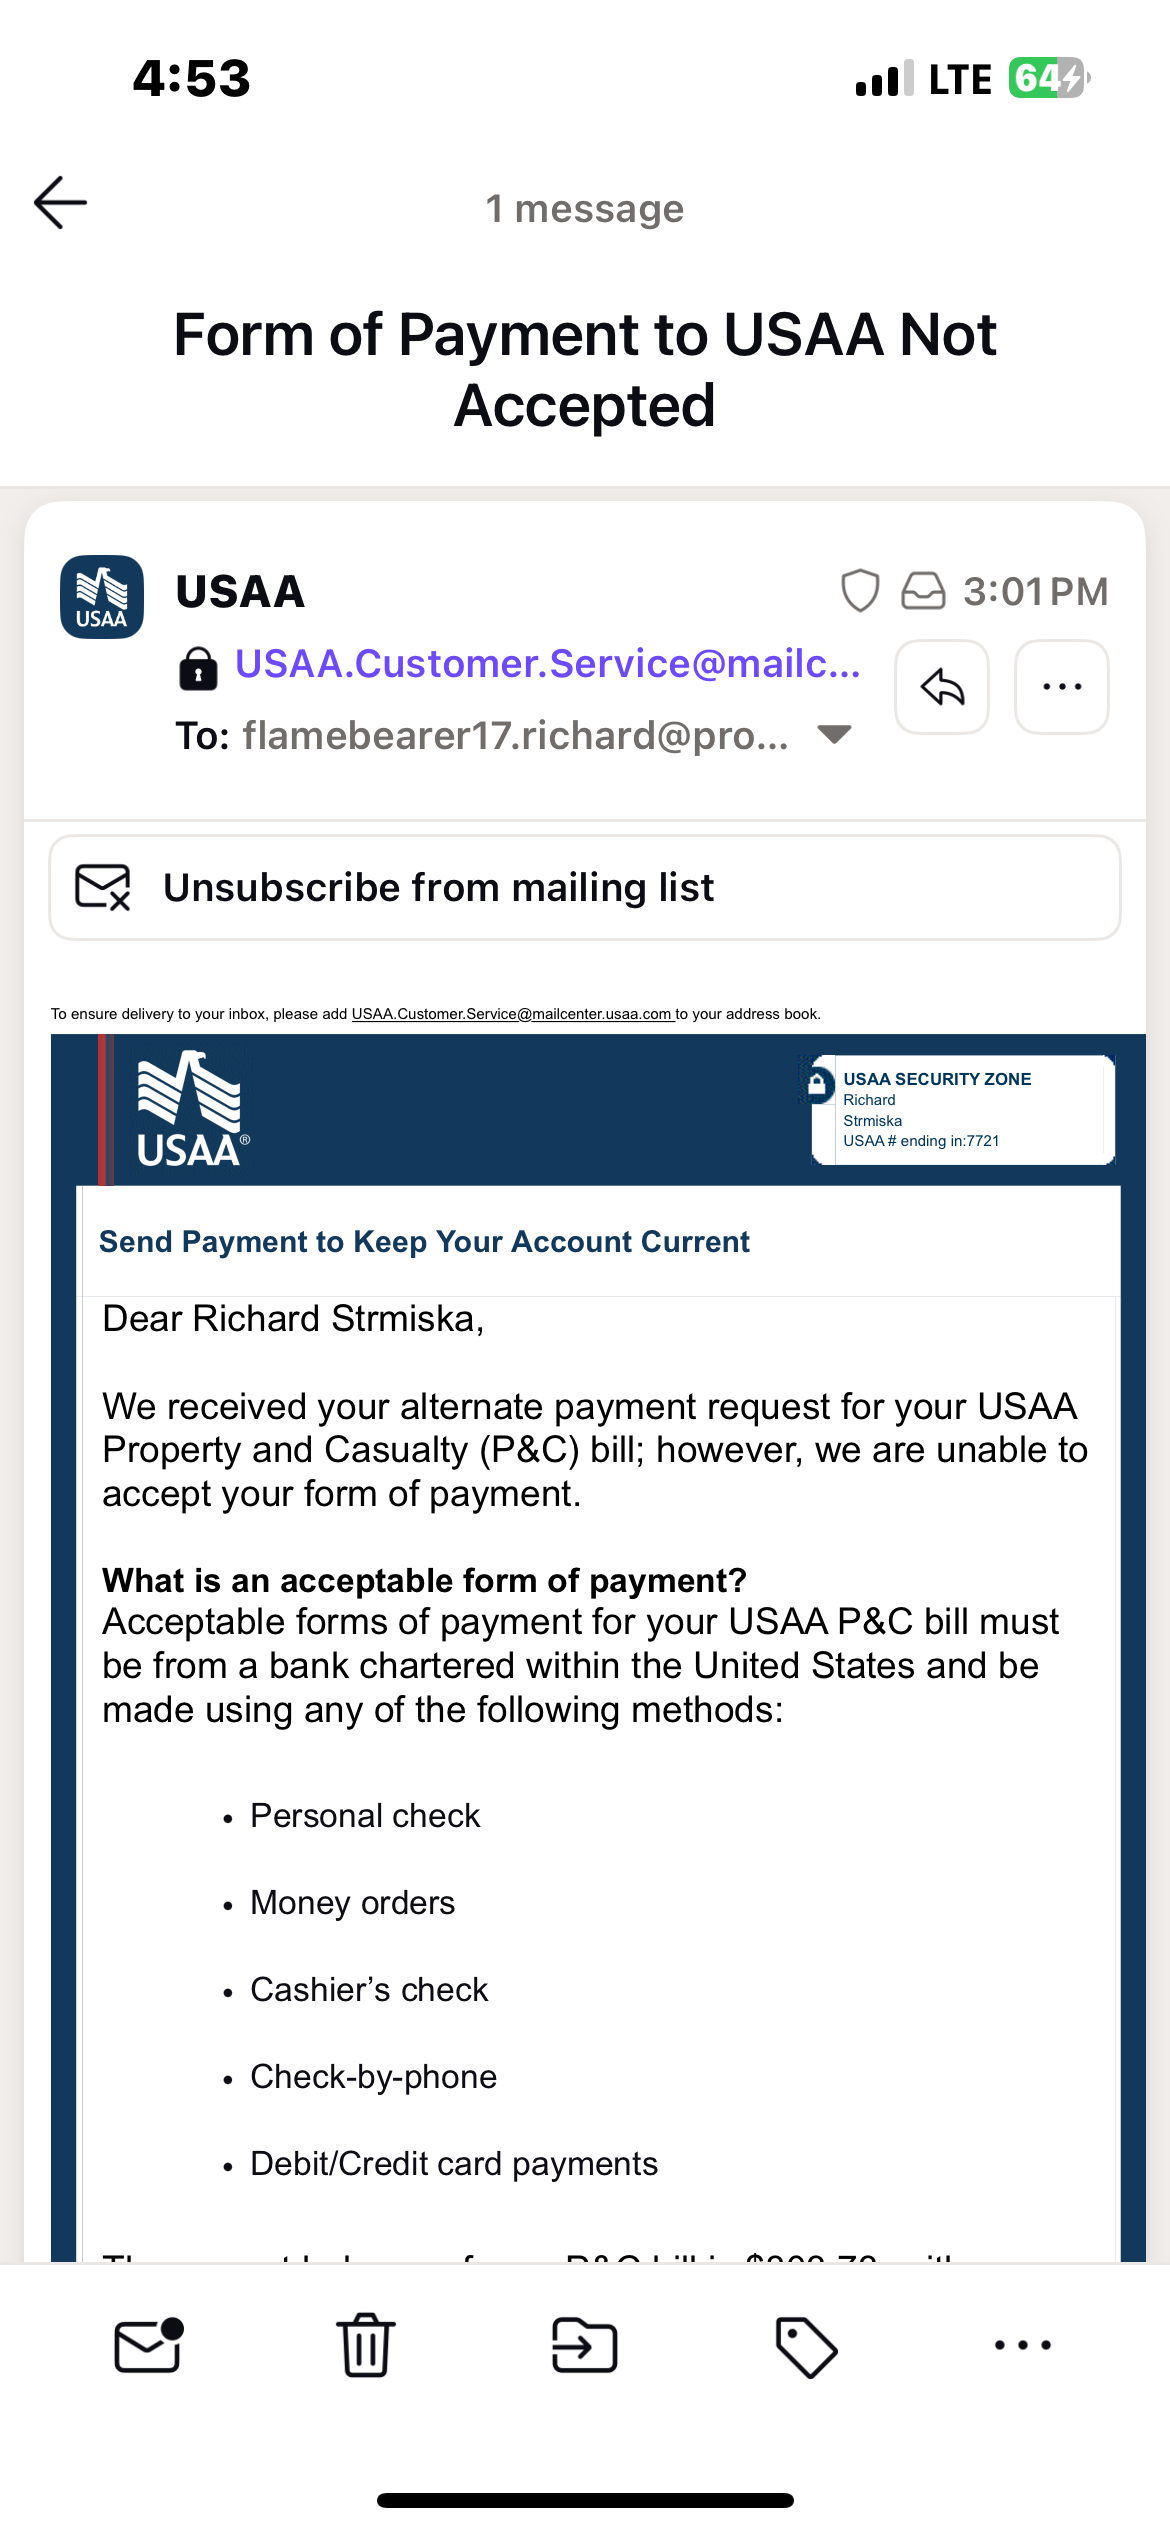 4:53
LTE 64
1 message
Form of Payment to USAA Not
Accepted
USAA
USAA 3:01 PM
USAA.Customer.Service@mailc...
To: flamebearer17.richard@pro...
...
Unsubscribe from mailing list
To ensure delivery to your inbox, please add USAA.Customer.Service@mailcenter.usaa.com to your address book.
USAA®
USAA SECURITY ZONE
Richard
Strmiska
USAA # ending in:7721
Send Payment to Keep Your Account Current
Dear Richard Strmiska,
We received your alternate payment request for your USAA
Property and Casualty (P&C) bill; however, we are unable to
accept your form of payment.
What is an acceptable form of payment?
Acceptable forms of payment for your USAA P&C bill must
be from a bank chartered within the United States and be
made using any of the following methods:
• Personal check
• Money orders
• Cashier’s check
• Check-by-phone
• Debit/Credit card payments